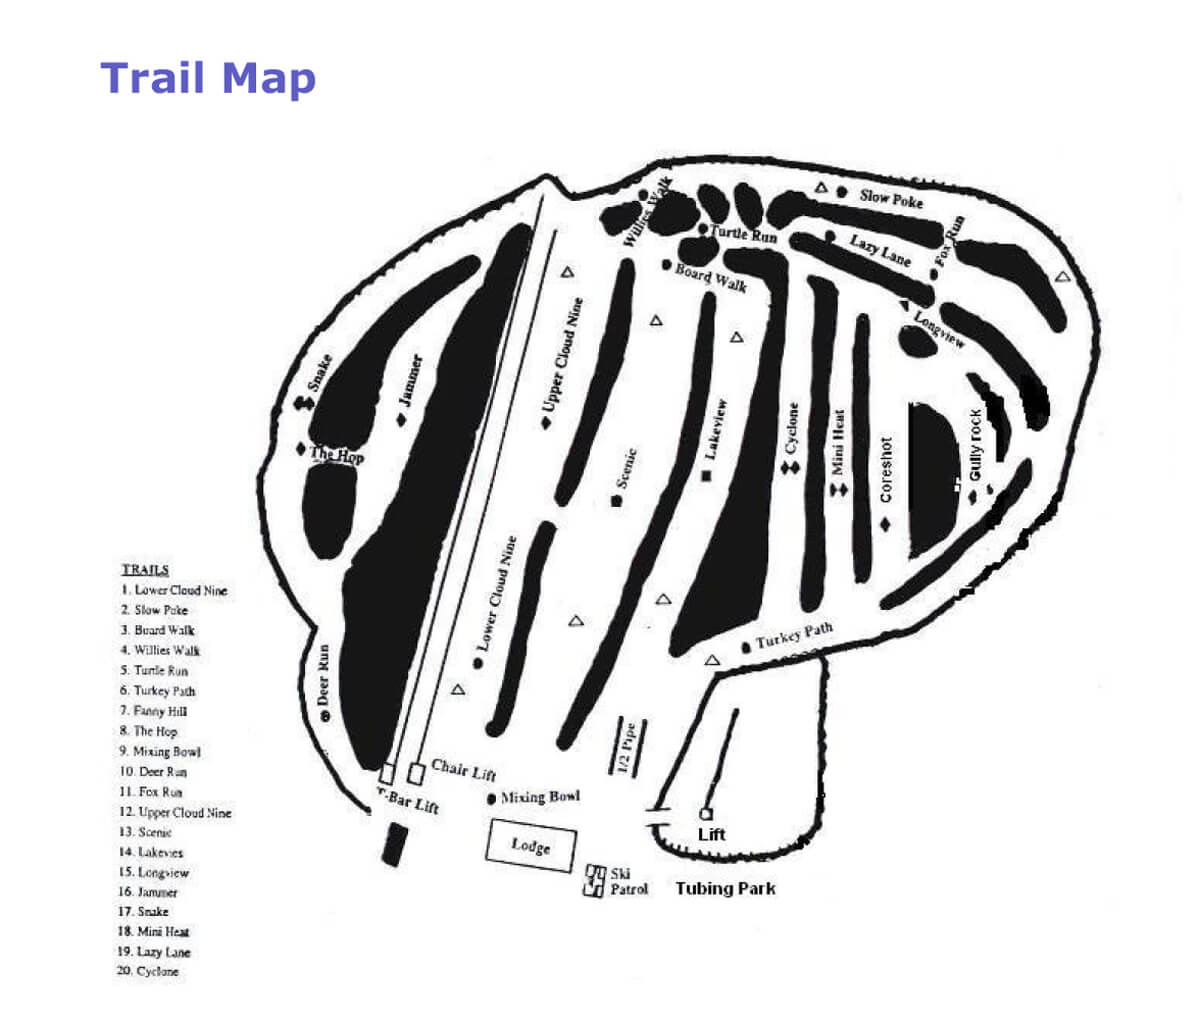 Trail Map
Willies Walk
Slow Poke
Turtle Run
Lazy Lane
Fox Run
Board Walk
Longview
Snake
Jammer
Upper Cloud Nine
The Hop
Scenic
Lakeview
Cyclone
Mini Heat
Coreshot
Gully rock
Lower Cloud Nine
Deer Run
Turkey Path
1/2 Pipe
Chair Lift
T-Bar Lift
Mixing Bowl
Lodge
Lift
Ski
Patrol
Tubing Park
TRAILS
1. Lower Cloud Nine
2. Slow Poke
3. Board Walk
4. Willies Walk
5. Turtle Run
6. Turkey Path
7. Fanny Hill
8. The Hop
9. Mixing Bowl
10. Deer Run
11. Fox Run
12. Upper Cloud Nine
13. Scenic
14. Lakevies
15. Longview
16. Jammer
17. Snake
18. Mini Heat
19. Lazy Lane
20. Cyclone